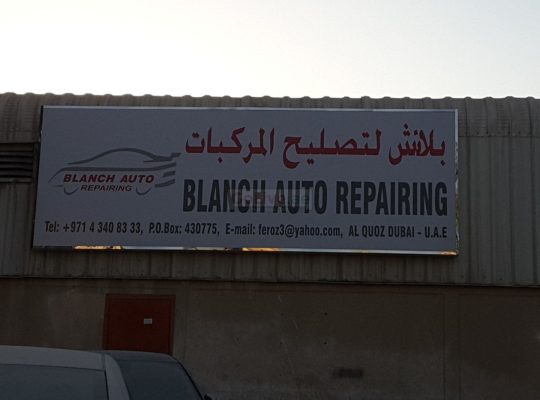 بلانش لتصليح المركبات
BLANCH AUTO
REPAIRING
BLANCH AUTO REPAIRING
Tel: +971 4 340 83 33, P.O.Box: 430775, E-mail: feroz3@yahoo.com, AL QUOZ DUBAI - U.A.E